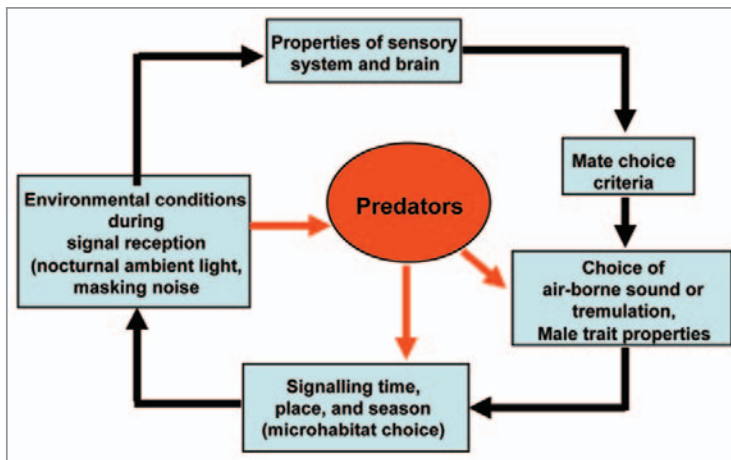 Properties of sensory
system and brain
Mate choice
criteria
Environmental conditions
during
signal reception
(nocturnal ambient light,
masking noise
Predators
Choice of
air-borne sound or
tremulation,
Male trait properties
Signalling time,
place, and season
(microhabitat choice)